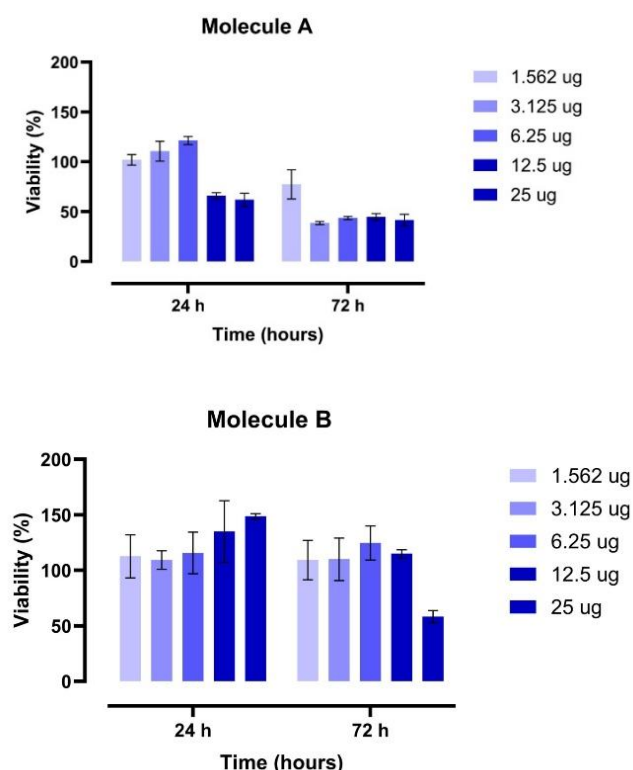 Molecule A
200
150
100
50
0
Viability (%)
24 h
72 h
Time (hours)
1.562 ug
3.125 ug
6.25 ug
12.5 ug
25 ug
Molecule B
200
150
100
50
0
Viability (%)
24 h
72 h
Time (hours)
1.562 ug
3.125 ug
6.25 ug
12.5 ug
25 ug